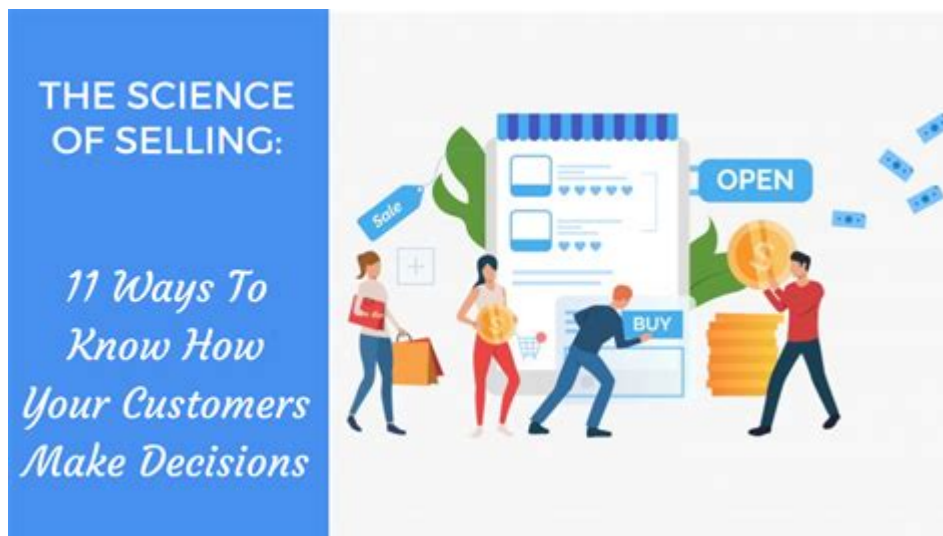 THE SCIENCE
OF SELLING:
11 Ways To
Know How
Your Customers
Make Decisions
Sale
OPEN
BUY